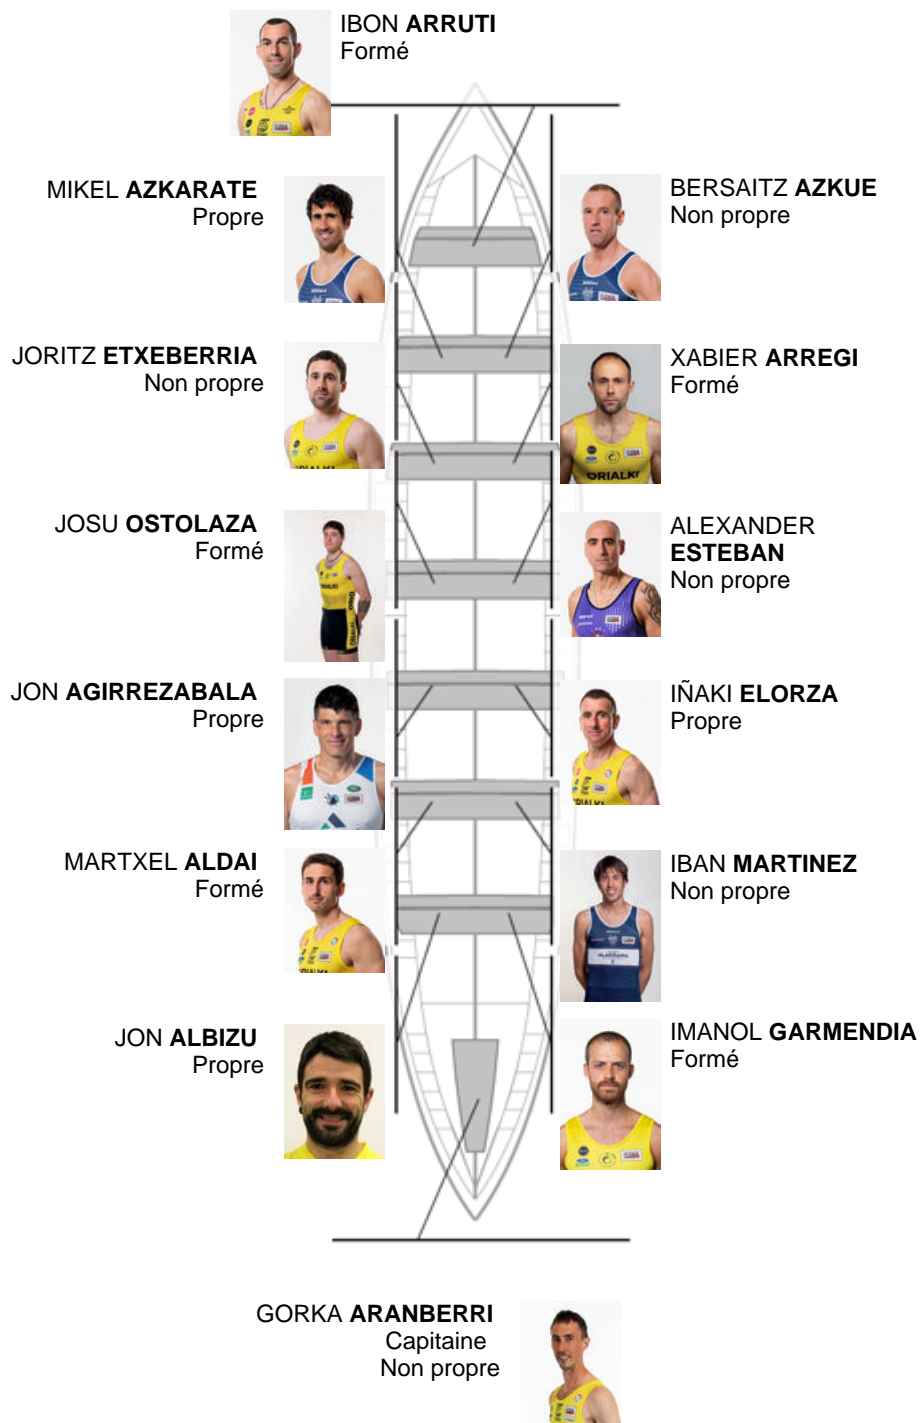 IBON ARRUTI
Formé
MIKEL AZKARATE
Propre
BERSAITZ AZKUE
Non propre
JORITZ ETXEBERRIA
Non propre
XABIER ARREGI
Formé
ORIALKI
JOSU OSTOLAZA
Formé
ALEXANDER
ESTEBAN
Non propre
JON AGIRREZABALA
Propre
IÑAKI ELORZA
Propre
MARTXEL ALDAI
Formé
IBAN MARTINEZ
Non propre
JON ALBIZU
Propre
IMANOL GARMENDIA
Formé
GORKA ARANBERRI
Capitaine
Non propre